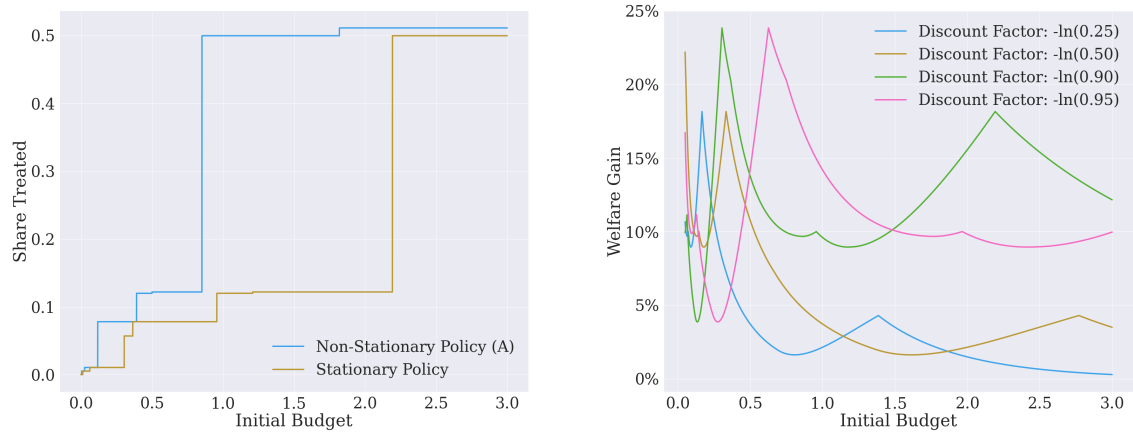 0.5
0.4
0.3
0.2
0.1
0.0
Share Treated
Non-Stationary Policy (A)
Stationary Policy
0.0 0.5 1.0 1.5 2.0 2.5 3.0
Initial Budget
25%
20%
15%
10%
5%
0%
Welfare Gain
Discount Factor: -ln(0.25)
Discount Factor: -ln(0.50)
Discount Factor: -ln(0.90)
Discount Factor: -ln(0.95)
0.0 0.5 1.0 1.5 2.0 2.5 3.0
Initial Budget